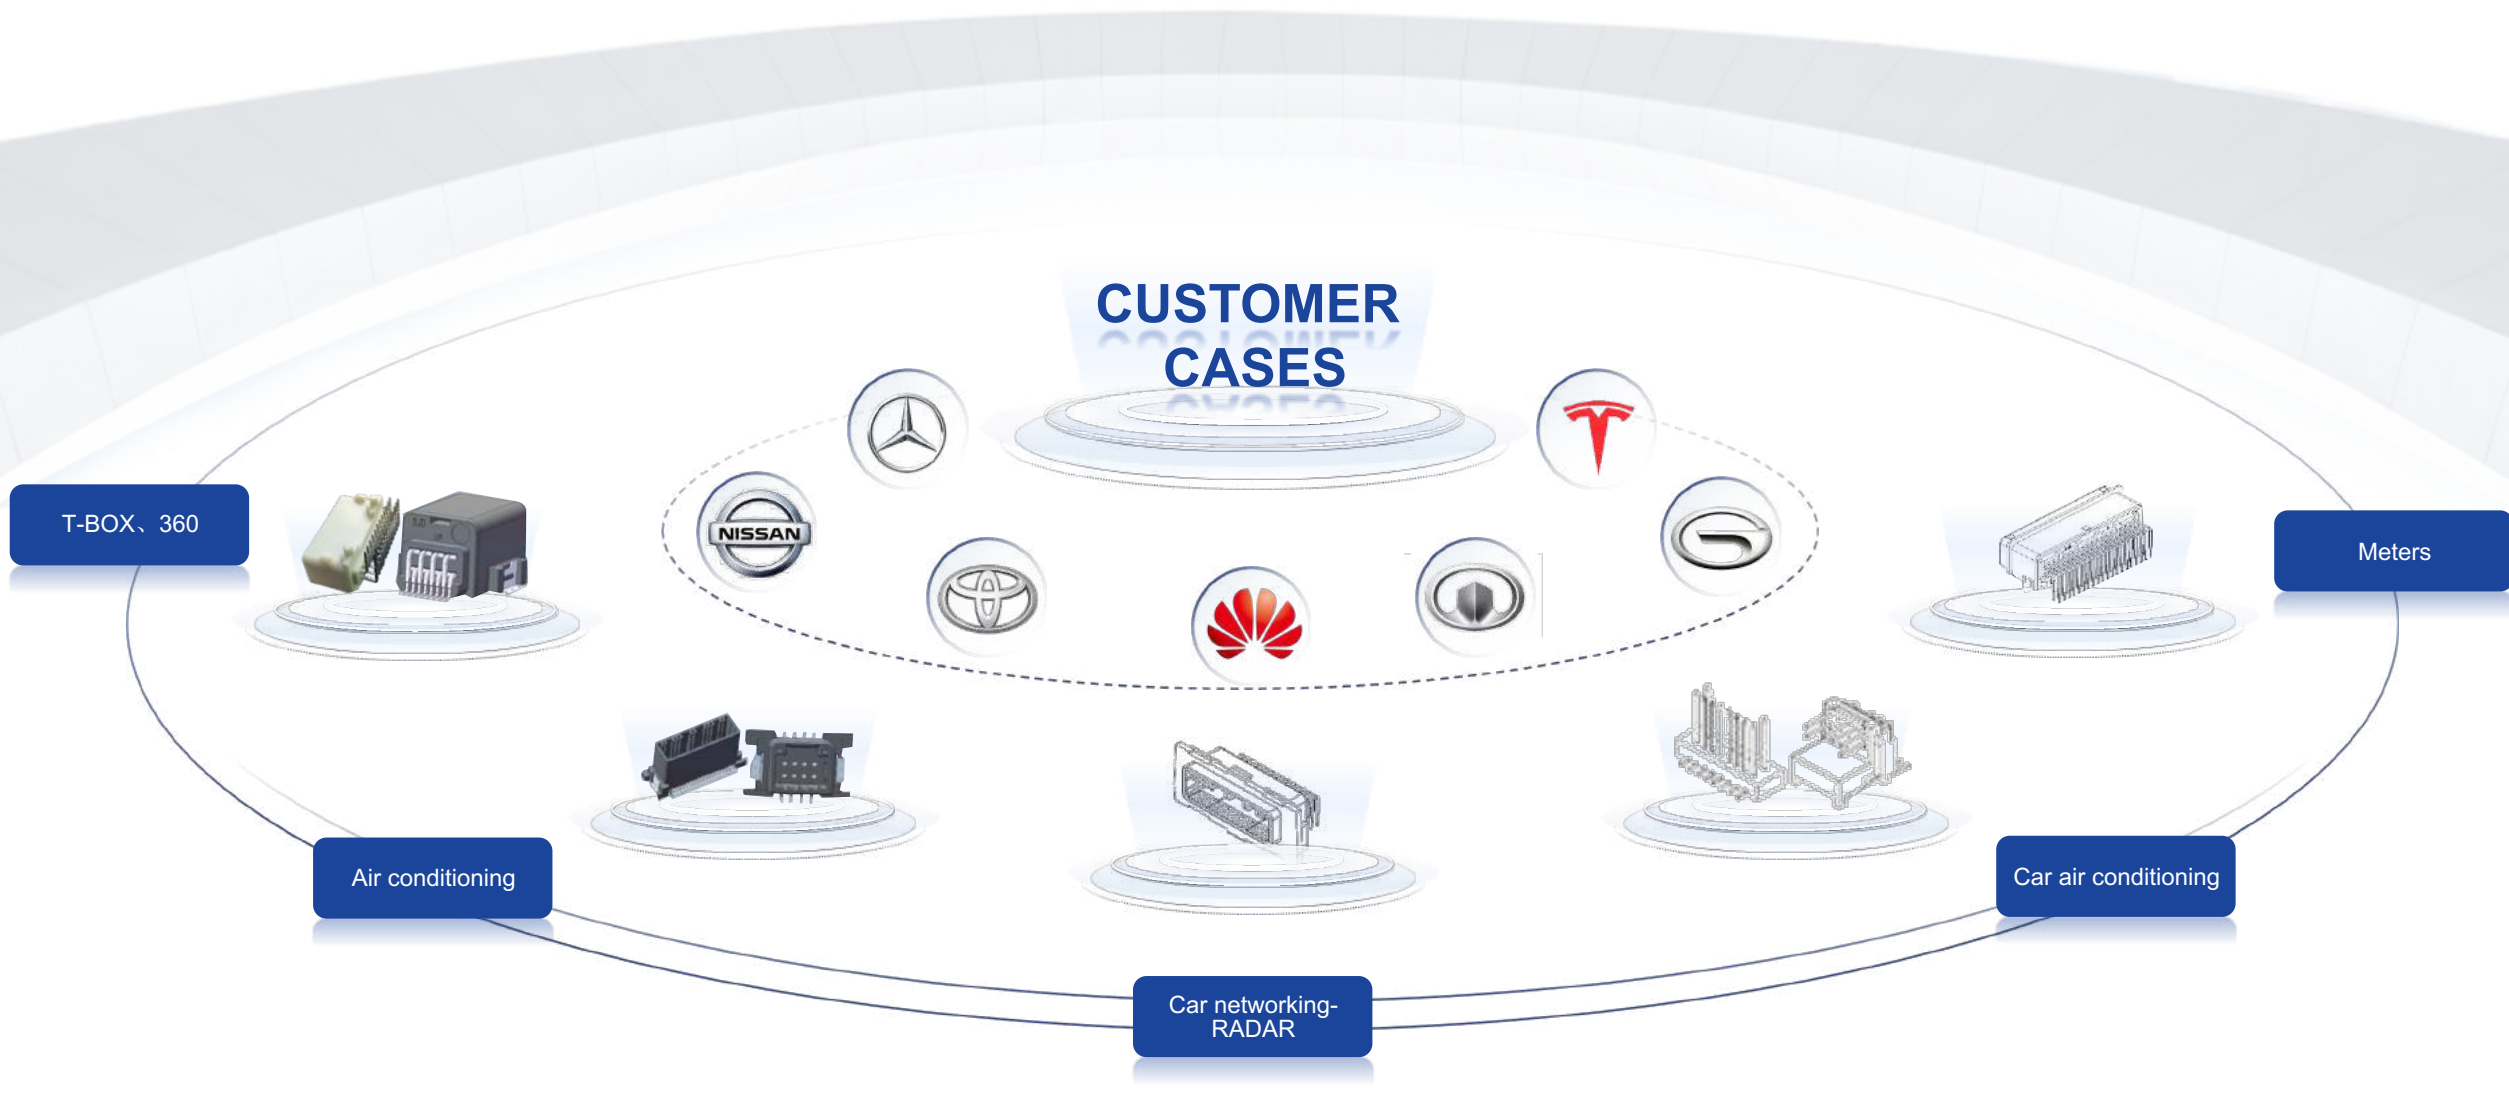 CUSTOMER
CASES
NISSAN
T-BOX、360
Meters
Air conditioning
Car air conditioning
Car networking-
RADAR